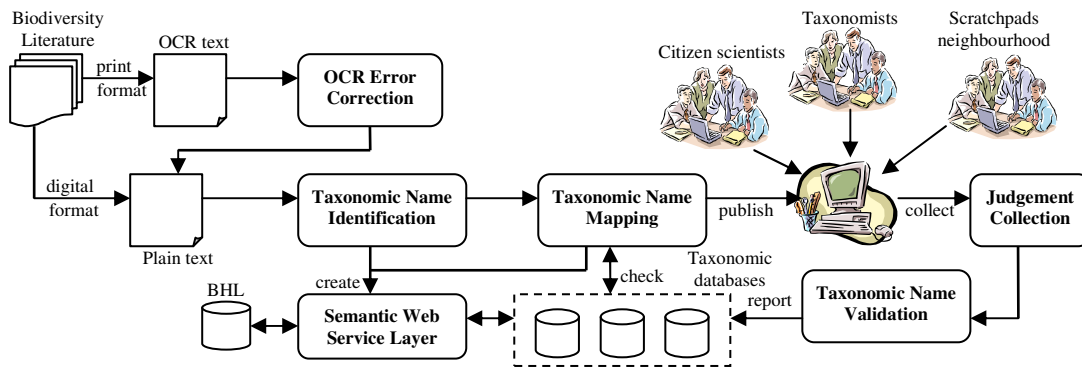 Biodiversity
Literature
OCR text
print
format
OCR Error
Correction
Citizen scientists
Taxonomists
Scratchpads
neighbourhood
digital
format
Plain text
Taxonomic Name
Identification
Taxonomic Name
Mapping
publish
collect
Judgement
Collection
create
check
Taxonomic
databases
report
Taxonomic Name
Validation
BHL
Semantic Web
Service Layer